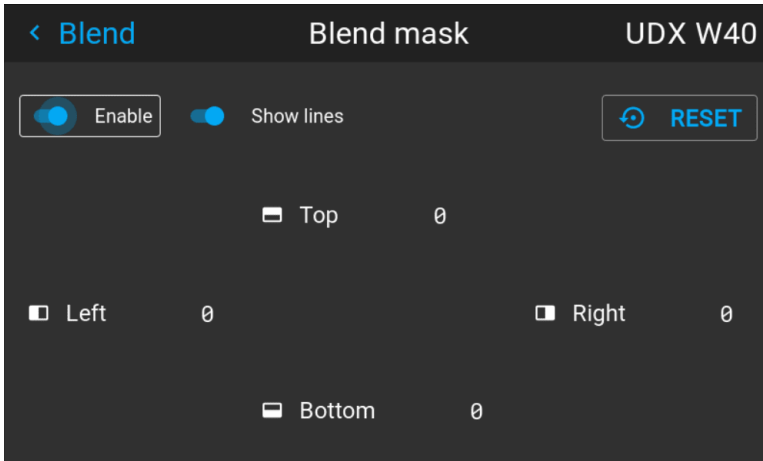 Blend Blend mask UDX W40
Enable Show lines RESET
Top 0
Left 0 Right 0
Bottom 0